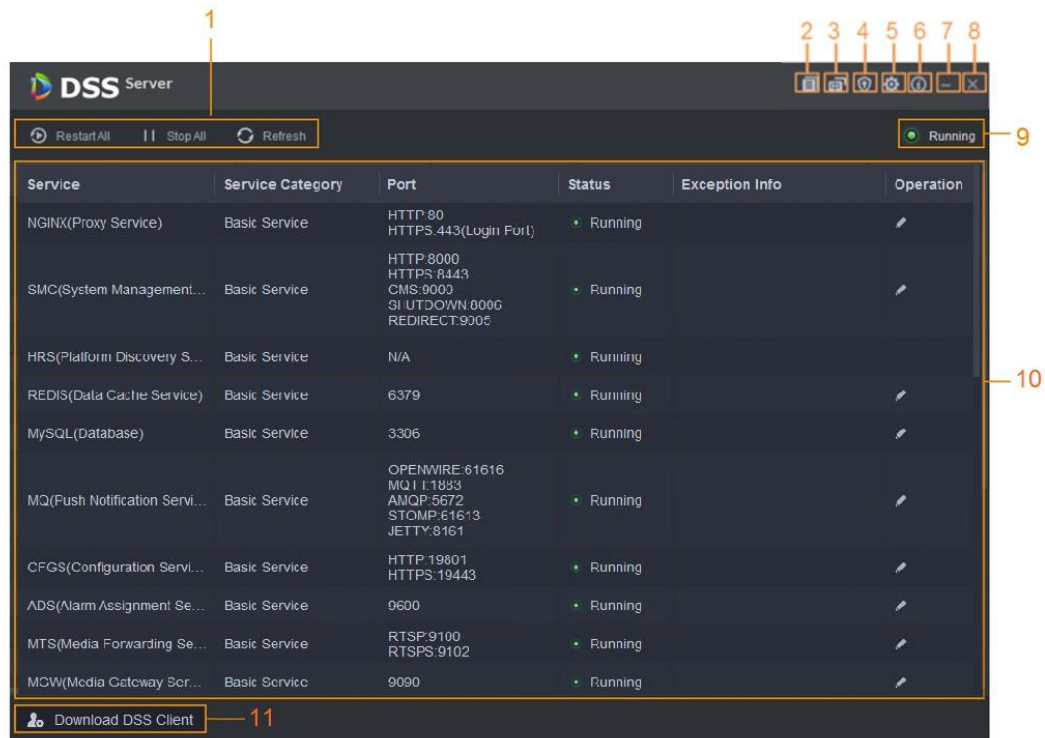 1
2 3 4 5 6 7 8
DSS Server
Restart All Stop All Refresh
Running 9
Service Service Category Port Status Exception Info Operation
NGINX(Proxy Service) Basic Service HTTP:80 Running
HTTPS:443(Login Port)
SMC(System Management... Basic Service HTTP:8000 Running
HTTPS:8443
CMS:9000
SHUTDOWN:8006
REDIRECT:9005
HRS(Platform Discovery S... Basic Service N/A Running
10
REDIS(Data Cache Service) Basic Service 6379 Running
MySQL(Database) Basic Service 3306 Running
MQ(Push Notification Servi... Basic Service OPENWIRE:61616 Running
MQTT:1883
AMQP:5672
STOMP:61613
JETTY:8161
CFGS(Configuration Servi... Basic Service HTTP:19801 Running
HTTPS:19443
ADS(Alarm Assignment Se... Basic Service 9600 Running
MTS(Media Forwarding Se... Basic Service RTSP:9100 Running
RTSPS:9102
MGW(Media Gateway Ser... Basic Service 9090 Running
Download DSS Client 11